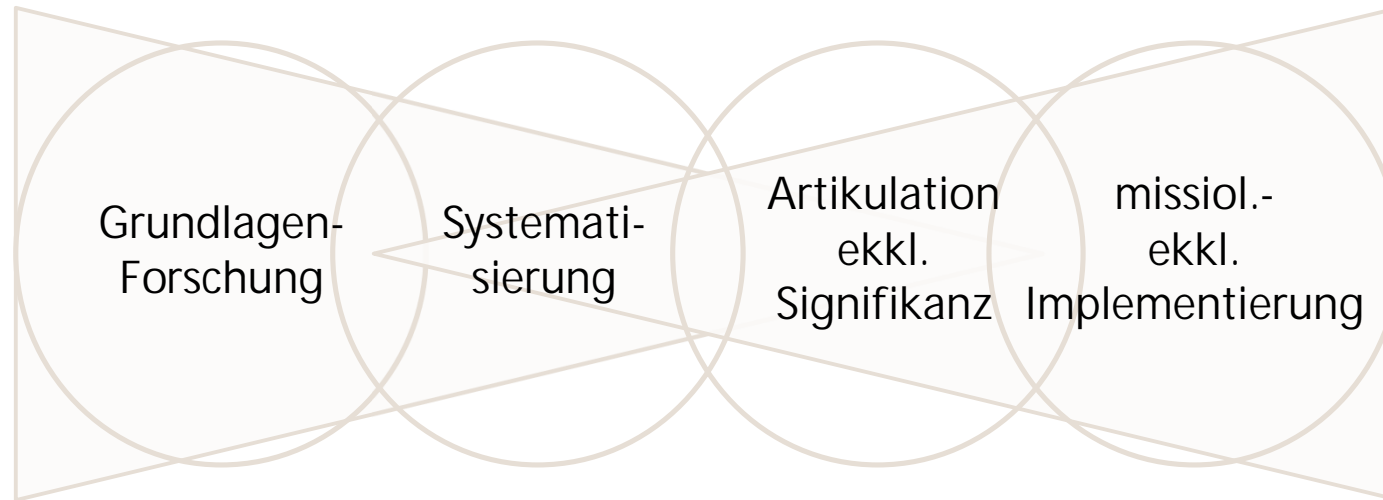 Grundlagen-
Forschung
Systemati-
sierung
Artikulation
ekkl.
Signifikanz
missiol.-
ekkl.
Implementierung